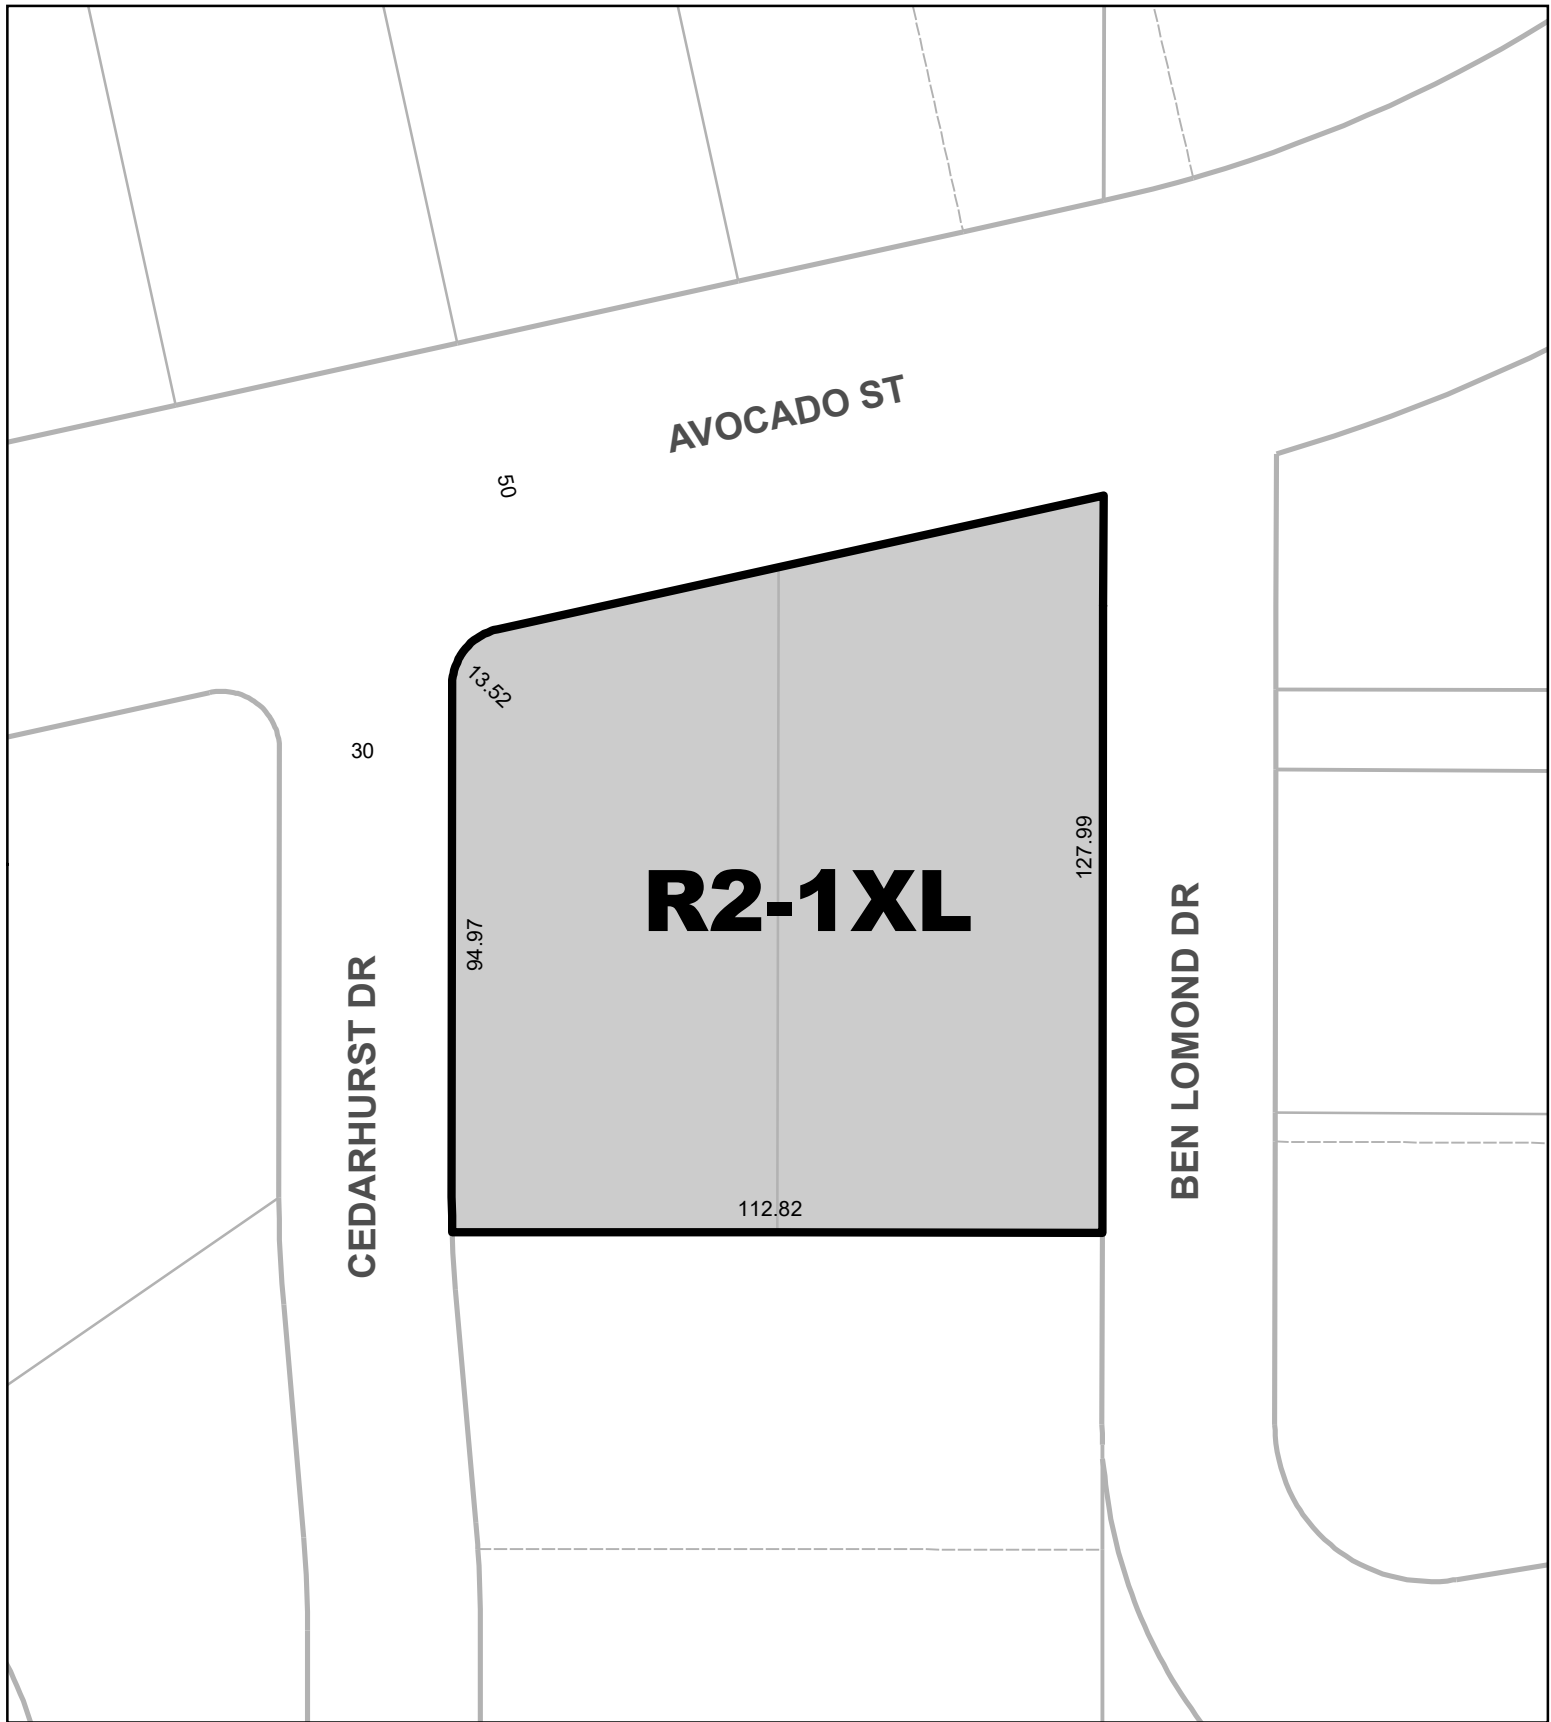 AVOCADO ST
50
13.52
30
127.99
R2-1XL
94.97
BEN LOMOND DR
CEDARHURST DR
112.82